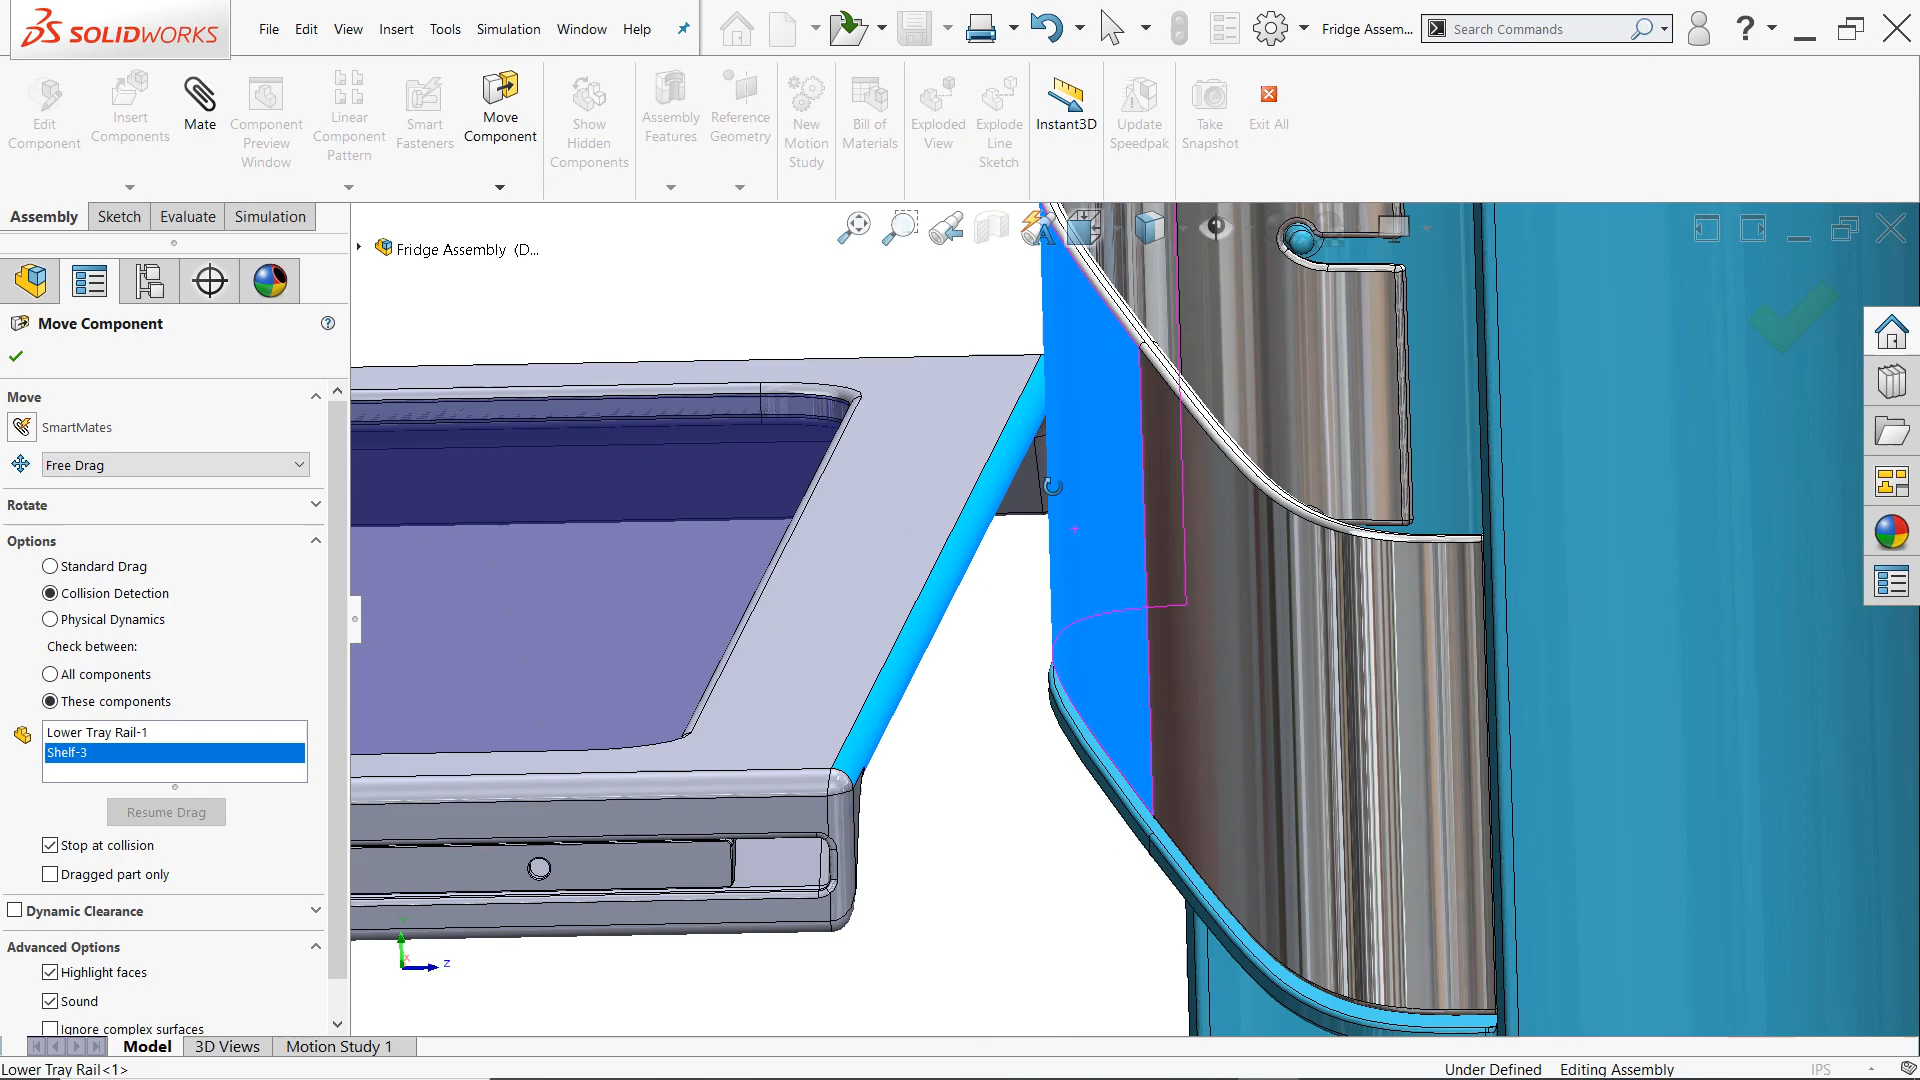 SOLIDWORKS
File Edit View Insert Tools Simulation Window Help
Fridge Assem...
Search Commands
?
Edit Component
Insert Components
Mate
Component Preview Window
Linear Component Pattern
Smart Fasteners
Move Component
Show Hidden Components
Assembly Features
Reference Geometry
New Motion Study
Bill of Materials
Exploded View
Explode Line Sketch
Instant3D
Update Speedpak
Take Snapshot
Exit All
Assembly Sketch Evaluate Simulation
Fridge Assembly (D...
Move Component
Move
SmartMates
Free Drag
Rotate
Options
Standard Drag
Collision Detection
Physical Dynamics
Check between:
All components
These components
Lower Tray Rail-1
Shelf-3
Resume Drag
Stop at collision
Dragged part only
Dynamic Clearance
Advanced Options
Highlight faces
Sound
Ignore complex surfaces
Y
X
Z
Model 3D Views Motion Study 1
Lower Tray Rail<1>
Under Defined Editing Assembly IPS